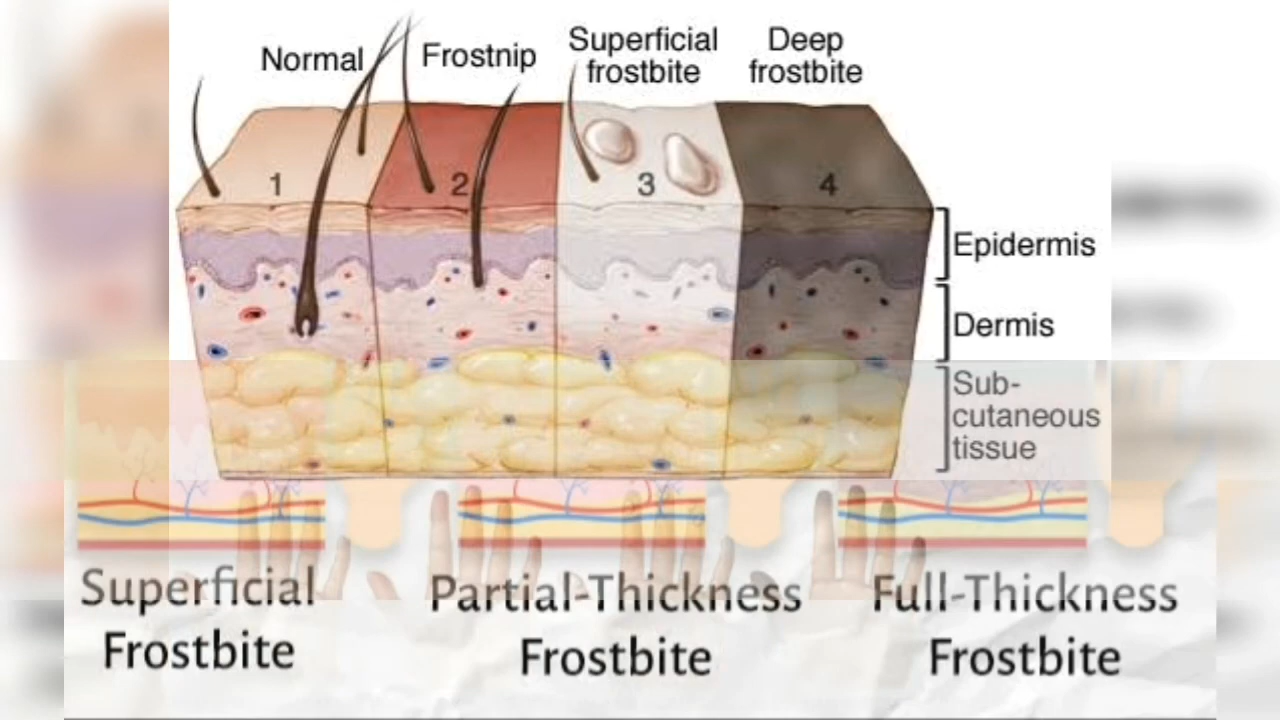 Normal
Frostnip
Superficial
frostbite
Deep
frostbite
1
2
3
4
Epidermis
Dermis
Sub-
cutaneous
tissue
Superficial
Frostbite
Partial-Thickness
Frostbite
Full-Thickness
Frostbite